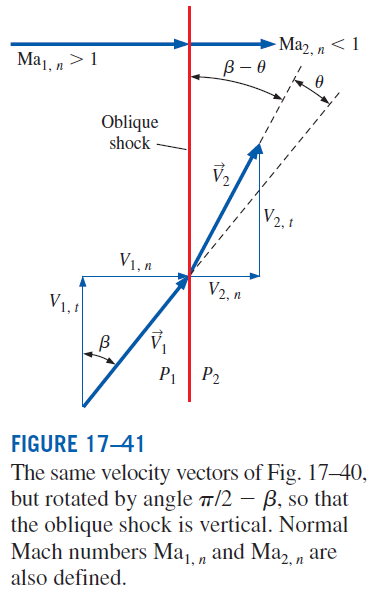 Ma1, n > 1
Ma2, n < 1
β − θ
θ
Oblique
shock
V⃗2
V2, t
V1, n
V2, n
V1, t
β
V⃗1
P1
P2
FIGURE 17–41
The same velocity vectors of Fig. 17–40,
but rotated by angle π/2 − β, so that
the oblique shock is vertical. Normal
Mach numbers Ma1, n and Ma2, n are
also defined.